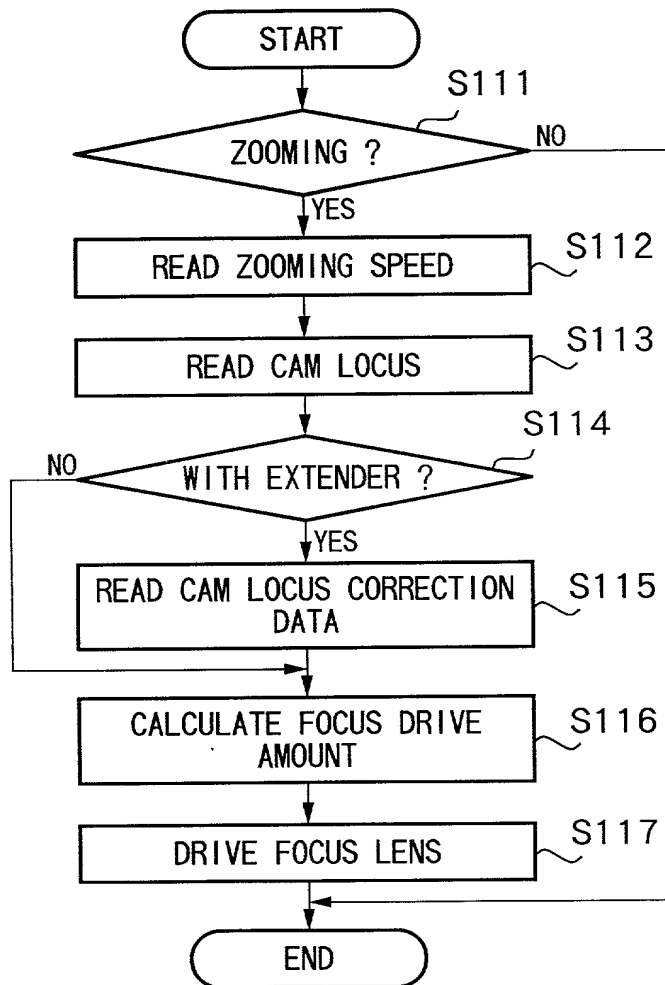 START
S111
ZOOMING ?
NO
YES
READ ZOOMING SPEED
S112
READ CAM LOCUS
S113
S114
NO
WITH EXTENDER ?
YES
READ CAM LOCUS CORRECTION
DATA
S115
CALCULATE FOCUS DRIVE
AMOUNT
S116
DRIVE FOCUS LENS
S117
END